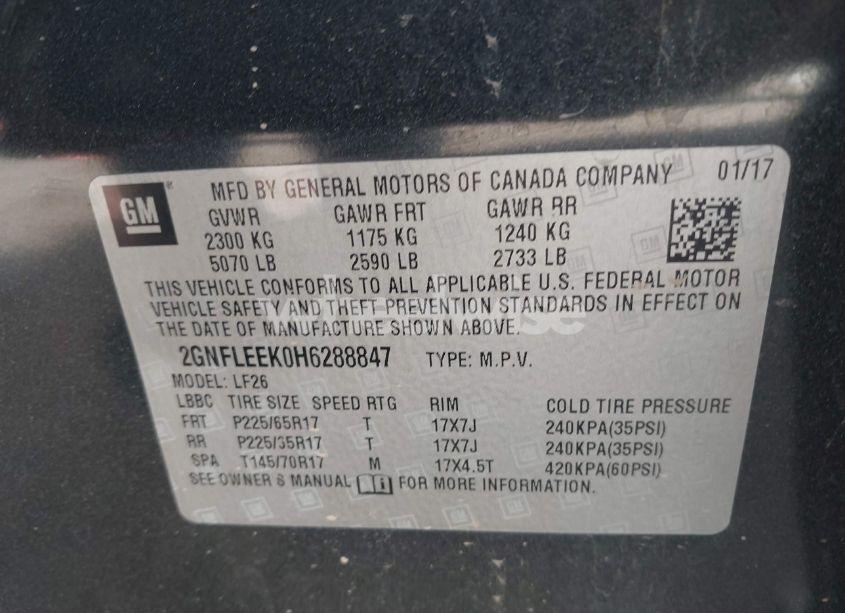 GM
MFD BY GENERAL MOTORS OF CANADA COMPANY 01/17
GVWR GAWR FRT GAWR RR
2300 KG 1175 KG 1240 KG
5070 LB 2590 LB 2733 LB
THIS VEHICLE CONFORMS TO ALL APPLICABLE U.S. FEDERAL MOTOR
VEHICLE SAFETY AND THEFT PREVENTION STANDARDS IN EFFECT ON
THE DATE OF MANUFACTURE SHOWN ABOVE.
2GNFLEEK0H6288847 TYPE: M.P.V.
MODEL: LF26
LBBC TIRE SIZE SPEED RTG RIM COLD TIRE PRESSURE
FRT P225/65R17 T 17X7J 240KPA(35PSI)
RR P225/35R17 T 17X7J 240KPA(35PSI)
SPA T145/70R17 M 17X4.5T 420KPA(60PSI)
SEE OWNER S MANUAL FOR MORE INFORMATION.